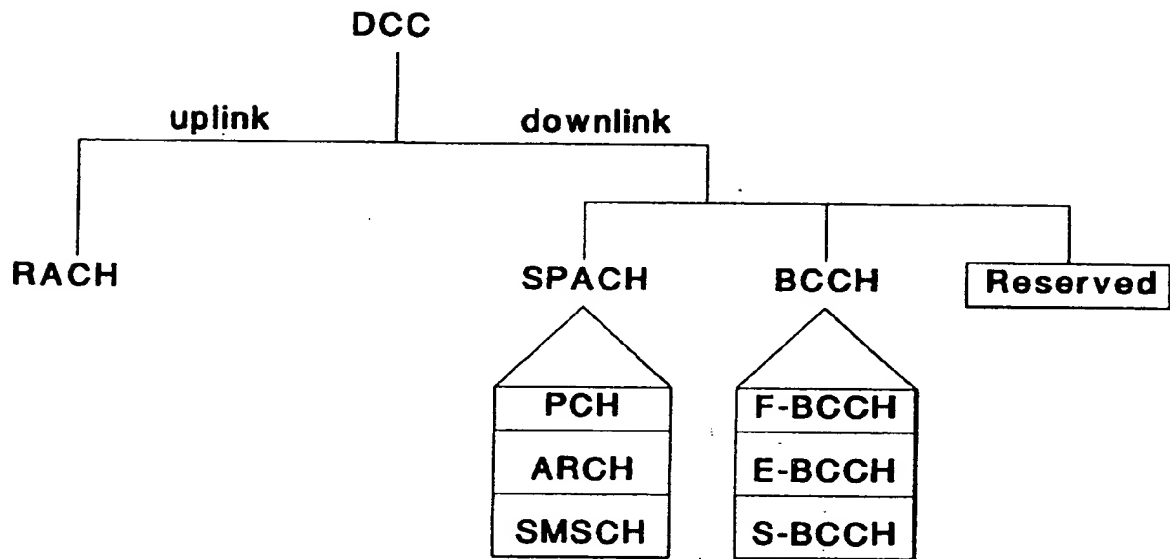 DCC
uplink downlink
RACH SPACH BCCH Reserved
PCH F-BCCH
ARCH E-BCCH
SMSCH S-BCCH